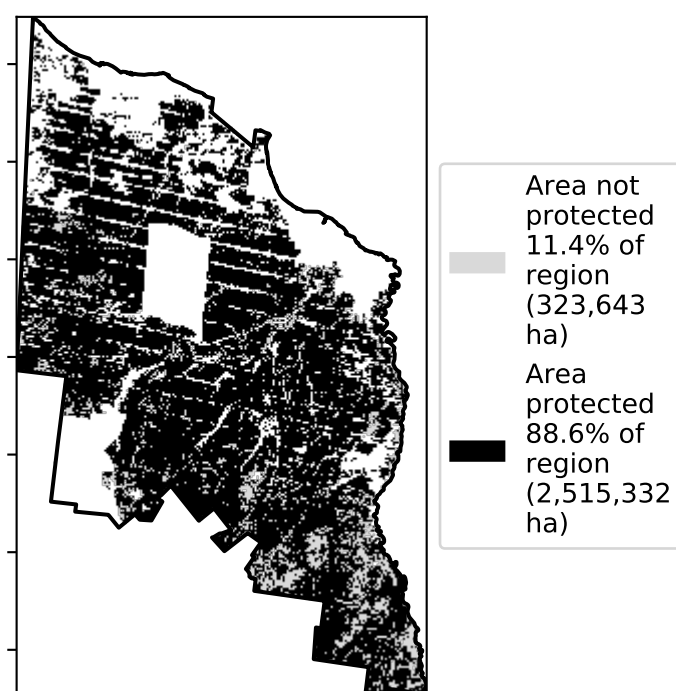 Area not
protected
11.4% of
region
(323,643
ha)
Area
protected
88.6% of
region
(2,515,332
ha)